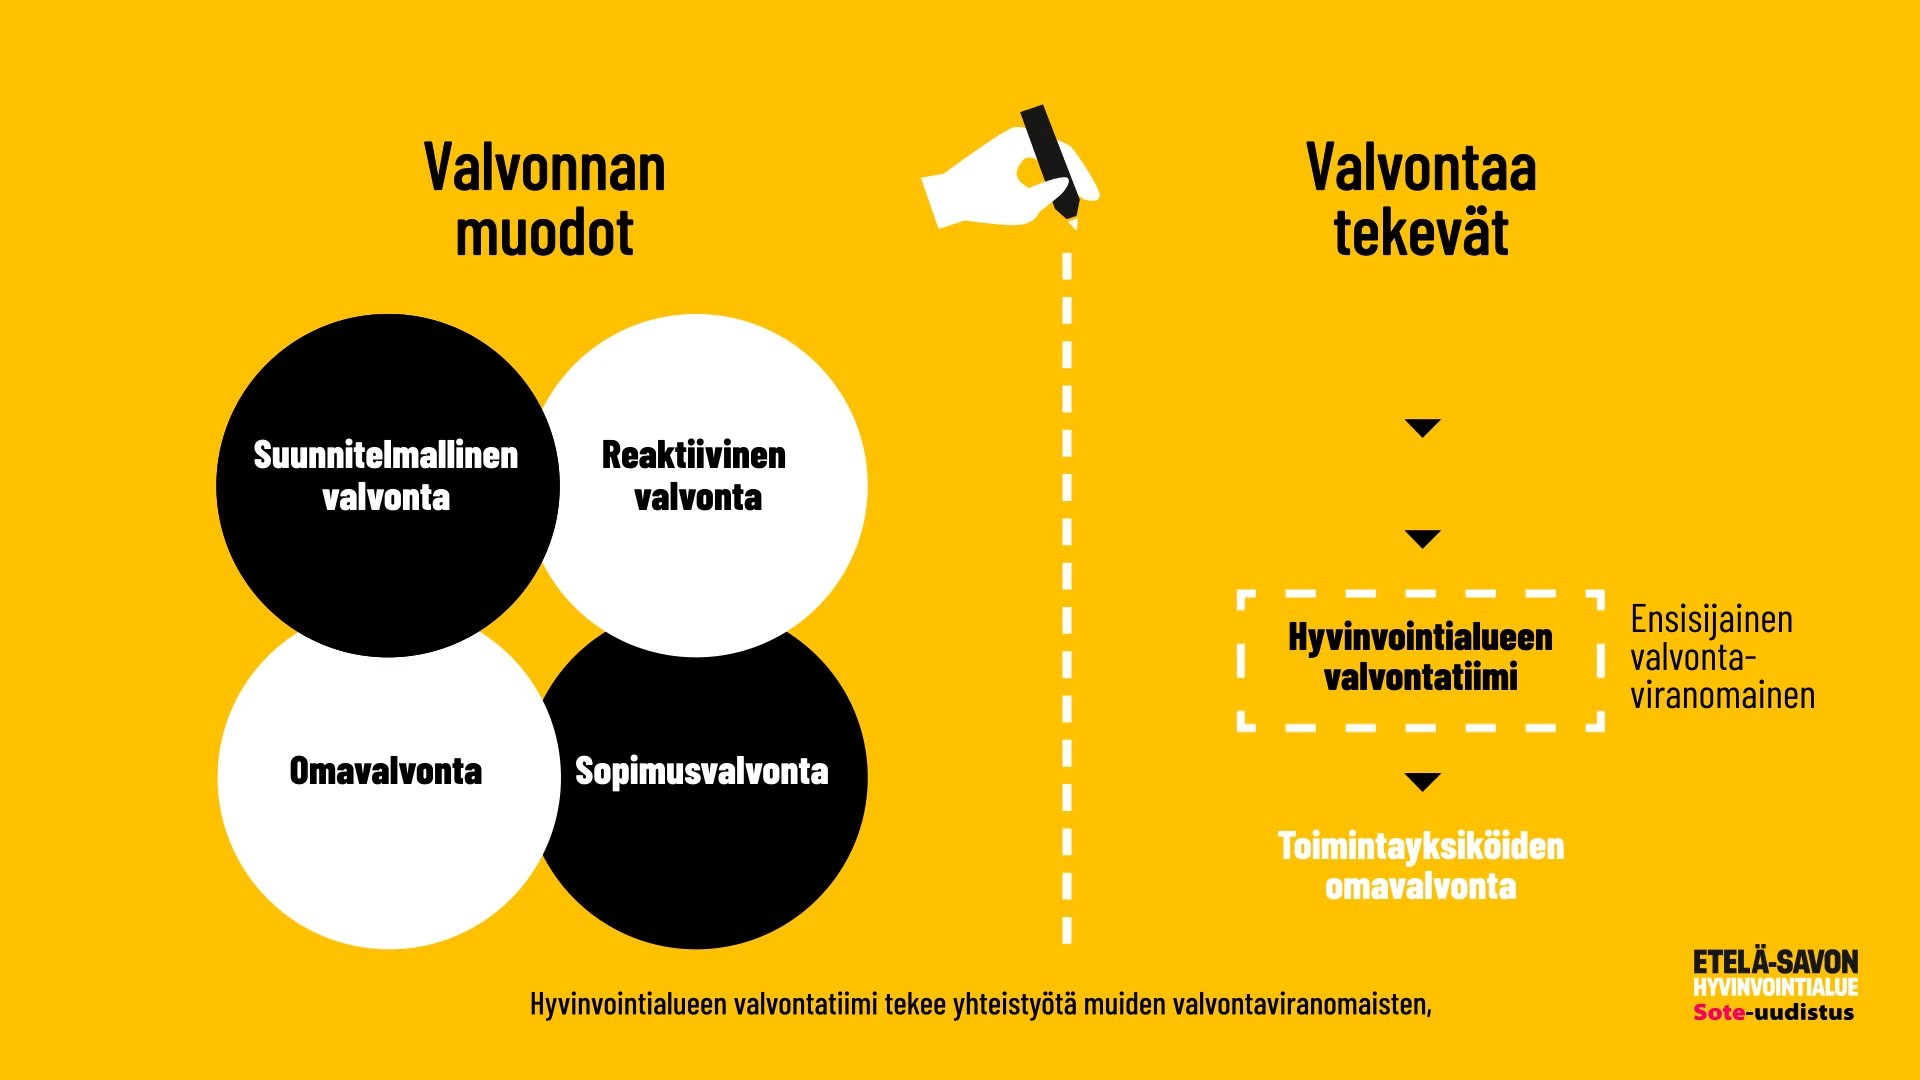 Valvonnan
muodot
Suunnitelmallinen
valvonta
Reaktiivinen
valvonta
Omavalvonta
Sopimusvalvonta
Valvontaa
tekevät
Hyvinvointialueen
valvontatiimi
Ensisijainen
valvonta-
viranomainen
Toimintayksiköiden
omavalvonta
Hyvinvointialueen valvontatiimi tekee yhteistyötä muiden valvontaviranomaisten,
ETELÄ-SAVON
HYVINVOINTIALUE
Sote-uudistus